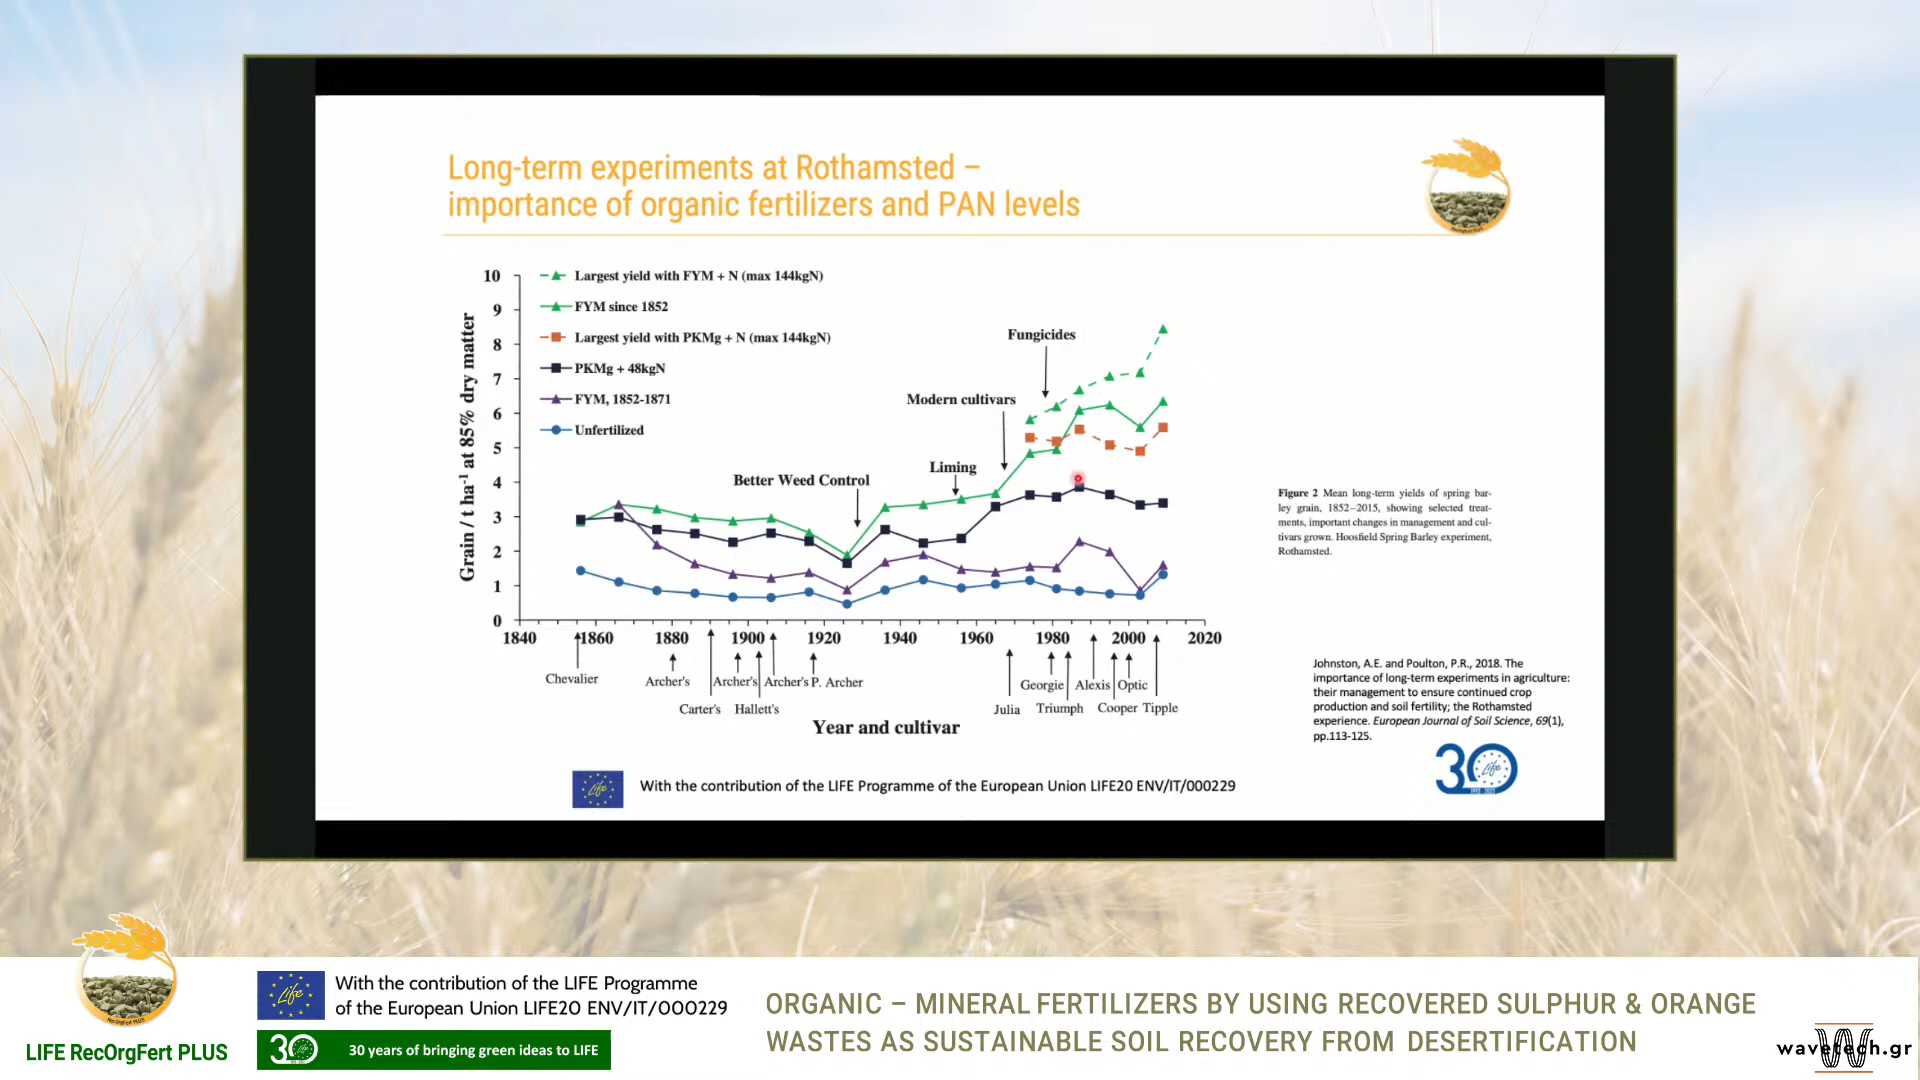 Long-term experiments at Rothamsted –
importance of organic fertilizers and PAN levels
Largest yield with FYM + N (max 144kgN)
FYM since 1852
Largest yield with PKMg + N (max 144kgN)
PKMg + 48kgN
FYM, 1852-1871
Unfertilized
Grain / t ha-1 at 85% dry matter
10
9
8
7
6
5
4
3
2
1
0
Fungicides
Modern cultivars
Liming
Better Weed Control
1840 1860 1880 1900 1920 1940 1960 1980 2000 2020
Chevalier Archer's Archer's Archer's P. Archer Georgie Alexis Optic
Carter's Hallett's Julia Triumph Cooper Tipple
Year and cultivar
Figure 2 Mean long-term yields of spring bar-
ley grain, 1852–2015, showing selected treat-
ments, important changes in management and cul-
tivars grown. Hoosfield Spring Barley experiment,
Rothamsted.
Johnston, A.E. and Poulton, P.R., 2018. The
importance of long-term experiments in agriculture:
their management to ensure continued crop
production and soil fertility; the Rothamsted
experience. European Journal of Soil Science, 69(1),
pp.113-125.
Life
With the contribution of the LIFE Programme of the European Union LIFE20 ENV/IT/000229
30 Life
LIFE RecOrgFert PLUS
Life
With the contribution of the LIFE Programme
of the European Union LIFE20 ENV/IT/000229
30
30 years of bringing green ideas to LIFE
ORGANIC – MINERAL FERTILIZERS BY USING RECOVERED SULPHUR & ORANGE
WASTES AS SUSTAINABLE SOIL RECOVERY FROM DESERTIFICATION
wavetech.gr